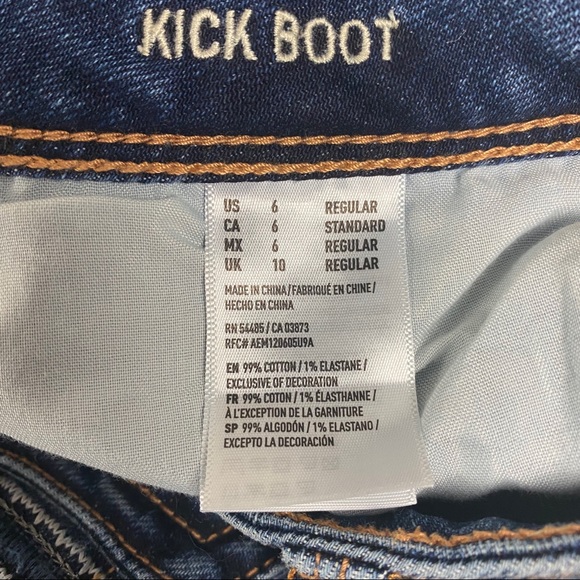 KICK BOOT
US 6 REGULAR
CA 6 STANDARD
MX 6 REGULAR
UK 10 REGULAR
MADE IN CHINA/FABRIQUÉ EN CHINE/
HECHO EN CHINA
RN 54485 / CA 03873
RFC# AEM120605U9A
EN 99% COTTON / 1% ELASTANE /
EXCLUSIVE OF DECORATION
FR 99% COTON / 1% ÉLASTHANNE /
À L'EXCEPTION DE LA GARNITURE
SP 99% ALGODÓN / 1% ELASTANO /
EXCEPTO LA DECORACIÓN